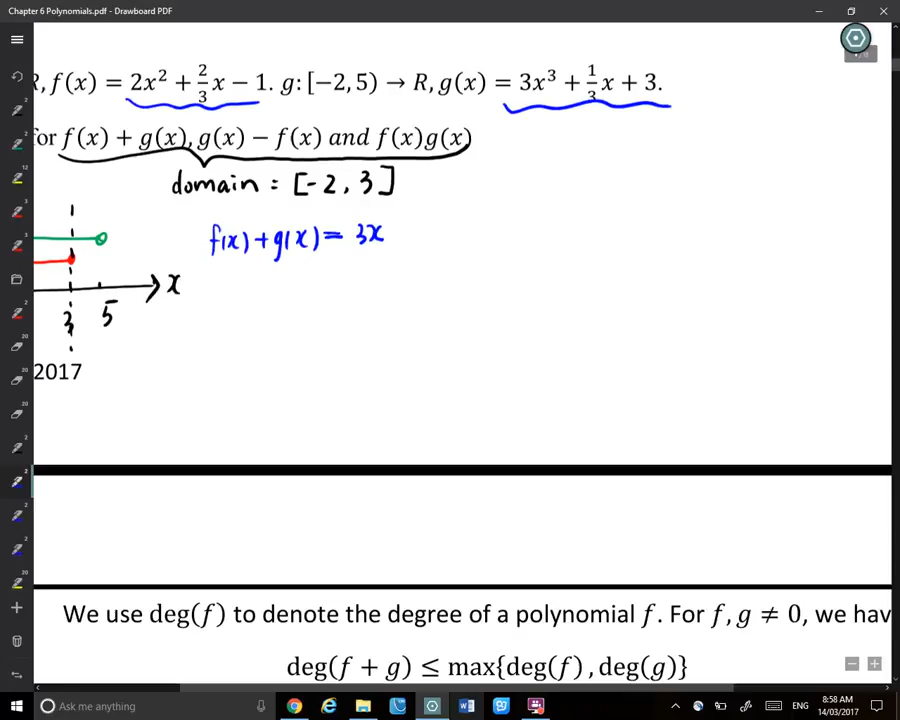 Chapter 6 Polynomials.pdf - Drawboard PDF
R, f(x) = 2x² + 2/3 x − 1. g: [−2, 5) → R, g(x) = 3x³ + 1/3 x + 3.
for f(x) + g(x), g(x) − f(x) and f(x)g(x)
domain = [-2, 3]
f(x) + g(x) = 3x
x
3 5
2017
We use deg(f) to denote the degree of a polynomial f. For f, g ≠ 0, we hav
deg(f + g) ≤ max{deg(f), deg(g)}
Ask me anything
ENG
8:58 AM
14/03/2017